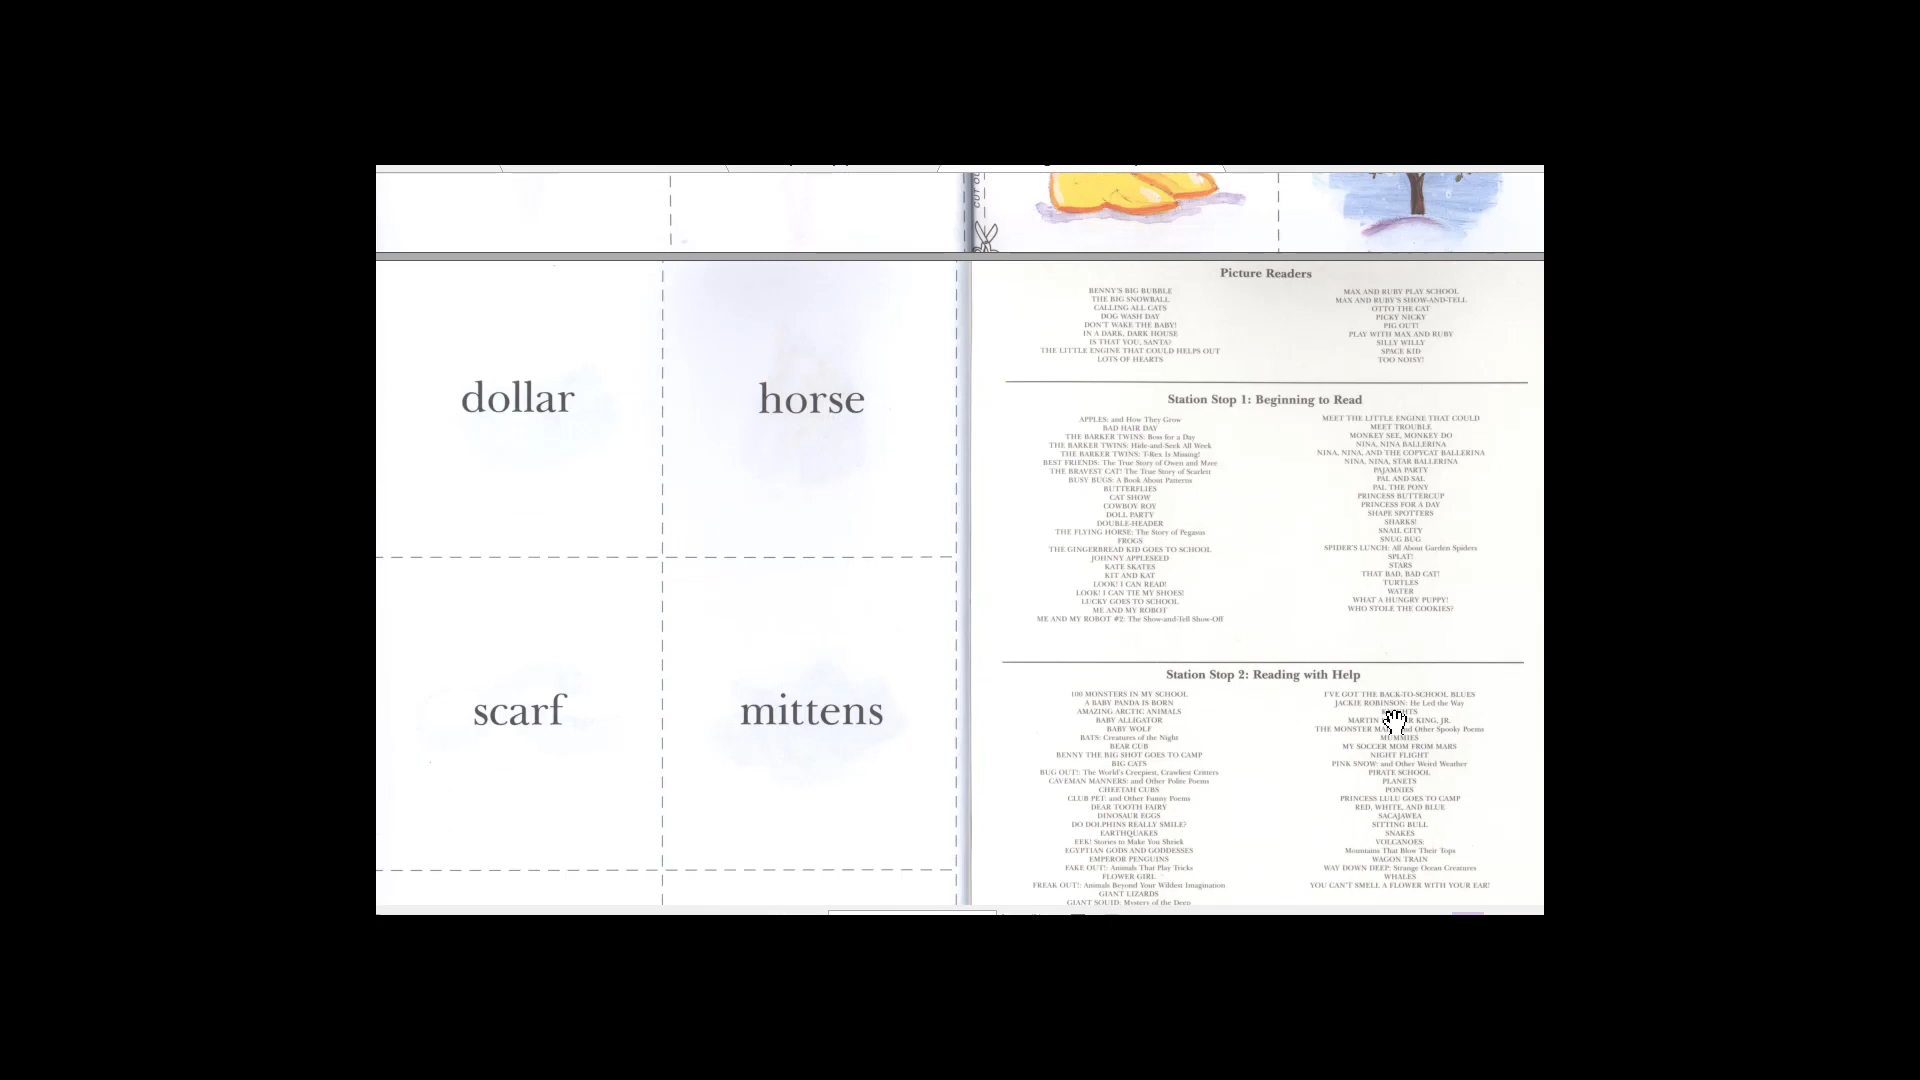 CUT OU
dollar
horse
scarf
mittens
Picture Readers
BENNY'S BIG BUBBLE
THE BIG SNOWBALL
CALLING ALL CATS
DOG WASH DAY
DON'T WAKE THE BABY!
IN A DARK, DARK HOUSE
IS THAT YOU, SANTA?
THE LITTLE ENGINE THAT COULD HELPS OUT
LOTS OF HEARTS
MAX AND RUBY PLAY SCHOOL
MAX AND RUBY'S SHOW-AND-TELL
OTTO THE CAT
PICKY NICKY
PIG OUT!
PLAY WITH MAX AND RUBY
SILLY WILLY
SPACE KID
TOO NOISY!
Station Stop 1: Beginning to Read
APPLES: and How They Grow
BAD HAIR DAY
THE BARKER TWINS: Boss for a Day
THE BARKER TWINS: Hide-and-Seek All Week
THE BARKER TWINS: T-Rex Is Missing!
BEST FRIENDS: The True Story of Owen and Mzee
THE BRAVEST CAT! The True Story of Scarlett
BUSY BUGS: A Book About Patterns
BUTTERFLIES
CAT SHOW
COWBOY ROY
DOLL PARTY
DOUBLE-HEADER
THE FLYING HORSE: The Story of Pegasus
FROGS
THE GINGERBREAD KID GOES TO SCHOOL
JOHNNY APPLESEED
KATE SKATES
KIT AND KAT
LOOK! I CAN READ!
LOOK! I CAN TIE MY SHOES!
LUCKY GOES TO SCHOOL
ME AND MY ROBOT
ME AND MY ROBOT #2: The Show-and-Tell Show-Off
MEET THE LITTLE ENGINE THAT COULD
MEET TROUBLE
MONKEY SEE, MONKEY DO
NINA, NINA BALLERINA
NINA, NINA, AND THE COPYCAT BALLERINA
NINA, NINA, STAR BALLERINA
PAJAMA PARTY
PAL AND SAL
PAL THE PONY
PRINCESS BUTTERCUP
PRINCESS FOR A DAY
SHAPE SPOTTERS
SHARKS!
SNAIL CITY
SNUG BUG
SPIDER'S LUNCH: All About Garden Spiders
SPLAT!
STARS
THAT BAD, BAD CAT!
TURTLES
WATER
WHAT A HUNGRY PUPPY!
WHO STOLE THE COOKIES?
Station Stop 2: Reading with Help
100 MONSTERS IN MY SCHOOL
A BABY PANDA IS BORN
AMAZING ARCTIC ANIMALS
BABY ALLIGATOR
BABY WOLF
BATS: Creatures of the Night
BEAR CUB
BENNY THE BIG SHOT GOES TO CAMP
BIG CATS
BUG OUT!: The World's Creepiest, Crawliest Critters
CAVEMAN MANNERS: and Other Polite Poems
CHEETAH CUBS
CLUB PET: and Other Funny Poems
DEAR TOOTH FAIRY
DINOSAUR EGGS
DO DOLPHINS REALLY SMILE?
EARTHQUAKES
EEK! Stories to Make You Shriek
EGYPTIAN GODS AND GODDESSES
EMPEROR PENGUINS
FAKE OUT!: Animals That Play Tricks
FLOWER GIRL
FREAK OUT!: Animals Beyond Your Wildest Imagination
GIANT LIZARDS
GIANT SQUID: Mystery of the Deep
I'VE GOT THE BACK-TO-SCHOOL BLUES
JACKIE ROBINSON: He Led the Way
MARTIN KING, JR.
THE MONSTER and Other Spooky Poems
MUMMIES
MY SOCCER MOM FROM MARS
NIGHT FLIGHT
PINK SNOW: and Other Weird Weather
PIRATE SCHOOL
PLANETS
PONIES
PRINCESS LULU GOES TO CAMP
RED, WHITE, AND BLUE
SACAJAWEA
SITTING BULL
SNAKES
VOLCANOES:
Mountains That Blow Their Tops
WAGON TRAIN
WAY DOWN DEEP: Strange Ocean Creatures
WHALES
YOU CAN'T SMELL A FLOWER WITH YOUR EAR!